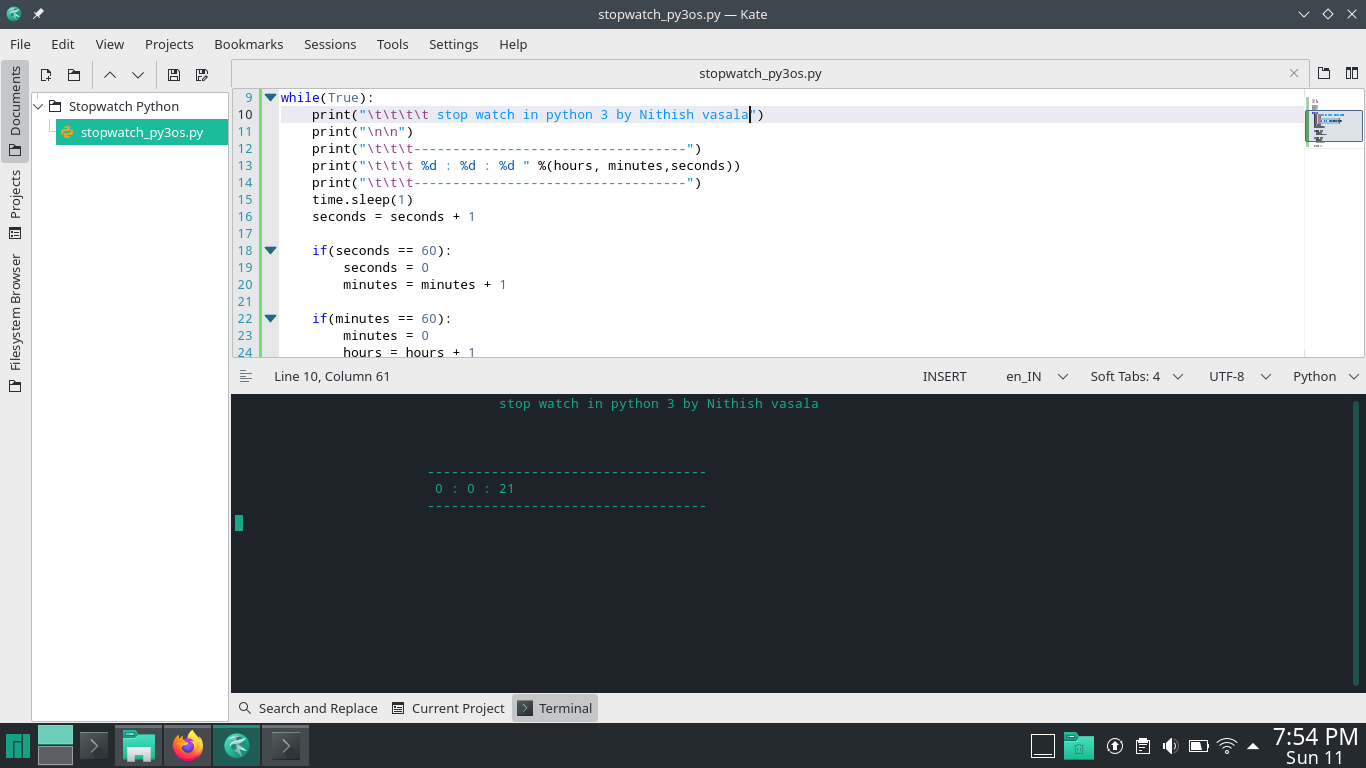 stopwatch_py3os.py — Kate
File Edit View Projects Bookmarks Sessions Tools Settings Help
Documents
Projects
Filesystem Browser
Stopwatch Python
stopwatch_py3os.py
stopwatch_py3os.py
9 while(True):
10     print("\t\t\t\t stop watch in python 3 by Nithish vasala")
11     print("\n\n")
12     print("\t\t\t-----------------------------------")
13     print("\t\t\t\t %d : %d : %d " %(hours, minutes,seconds))
14     print("\t\t\t-----------------------------------")
15     time.sleep(1)
16     seconds = seconds + 1
17
18     if(seconds == 60):
19         seconds = 0
20         minutes = minutes + 1
21
22     if(minutes == 60):
23         minutes = 0
24         hours = hours + 1
Line 10, Column 61 INSERT en_IN Soft Tabs: 4 UTF-8 Python
stop watch in python 3 by Nithish vasala
-----------------------------------
0 : 0 : 21
-----------------------------------
Search and Replace Current Project Terminal
7:54 PM
Sun 11